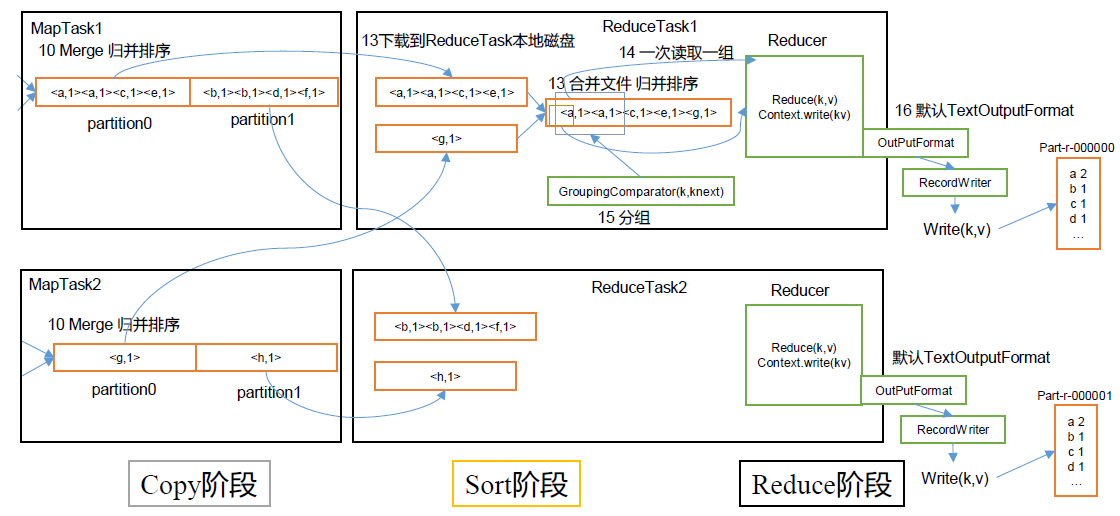 MapTask1
10 Merge 归并排序
<a,1><a,1><c,1><e,1>
<b,1><b,1><d,1><f,1>
partition0
partition1
ReduceTask1
13下载到ReduceTask本地磁盘
14 一次读取一组
Reducer
<a,1><a,1><c,1><e,1>
13 合并文件 归并排序
<a,1><a,1><c,1><e,1><g,1>
<g,1>
Reduce(k,v)
Context.write(kv)
GroupingComparator(k,knext)
15 分组
16 默认TextOutputFormat
OutPutFormat
RecordWriter
Write(k,v)
Part-r-000000
a 2
b 1
c 1
d 1
...
MapTask2
10 Merge 归并排序
<g,1>
<h,1>
partition0
partition1
ReduceTask2
Reducer
<b,1><b,1><d,1><f,1>
<h,1>
Reduce(k,v)
Context.write(kv)
默认TextOutputFormat
OutPutFormat
RecordWriter
Write(k,v)
Part-r-000001
a 2
b 1
c 1
d 1
...
Copy阶段
Sort阶段
Reduce阶段